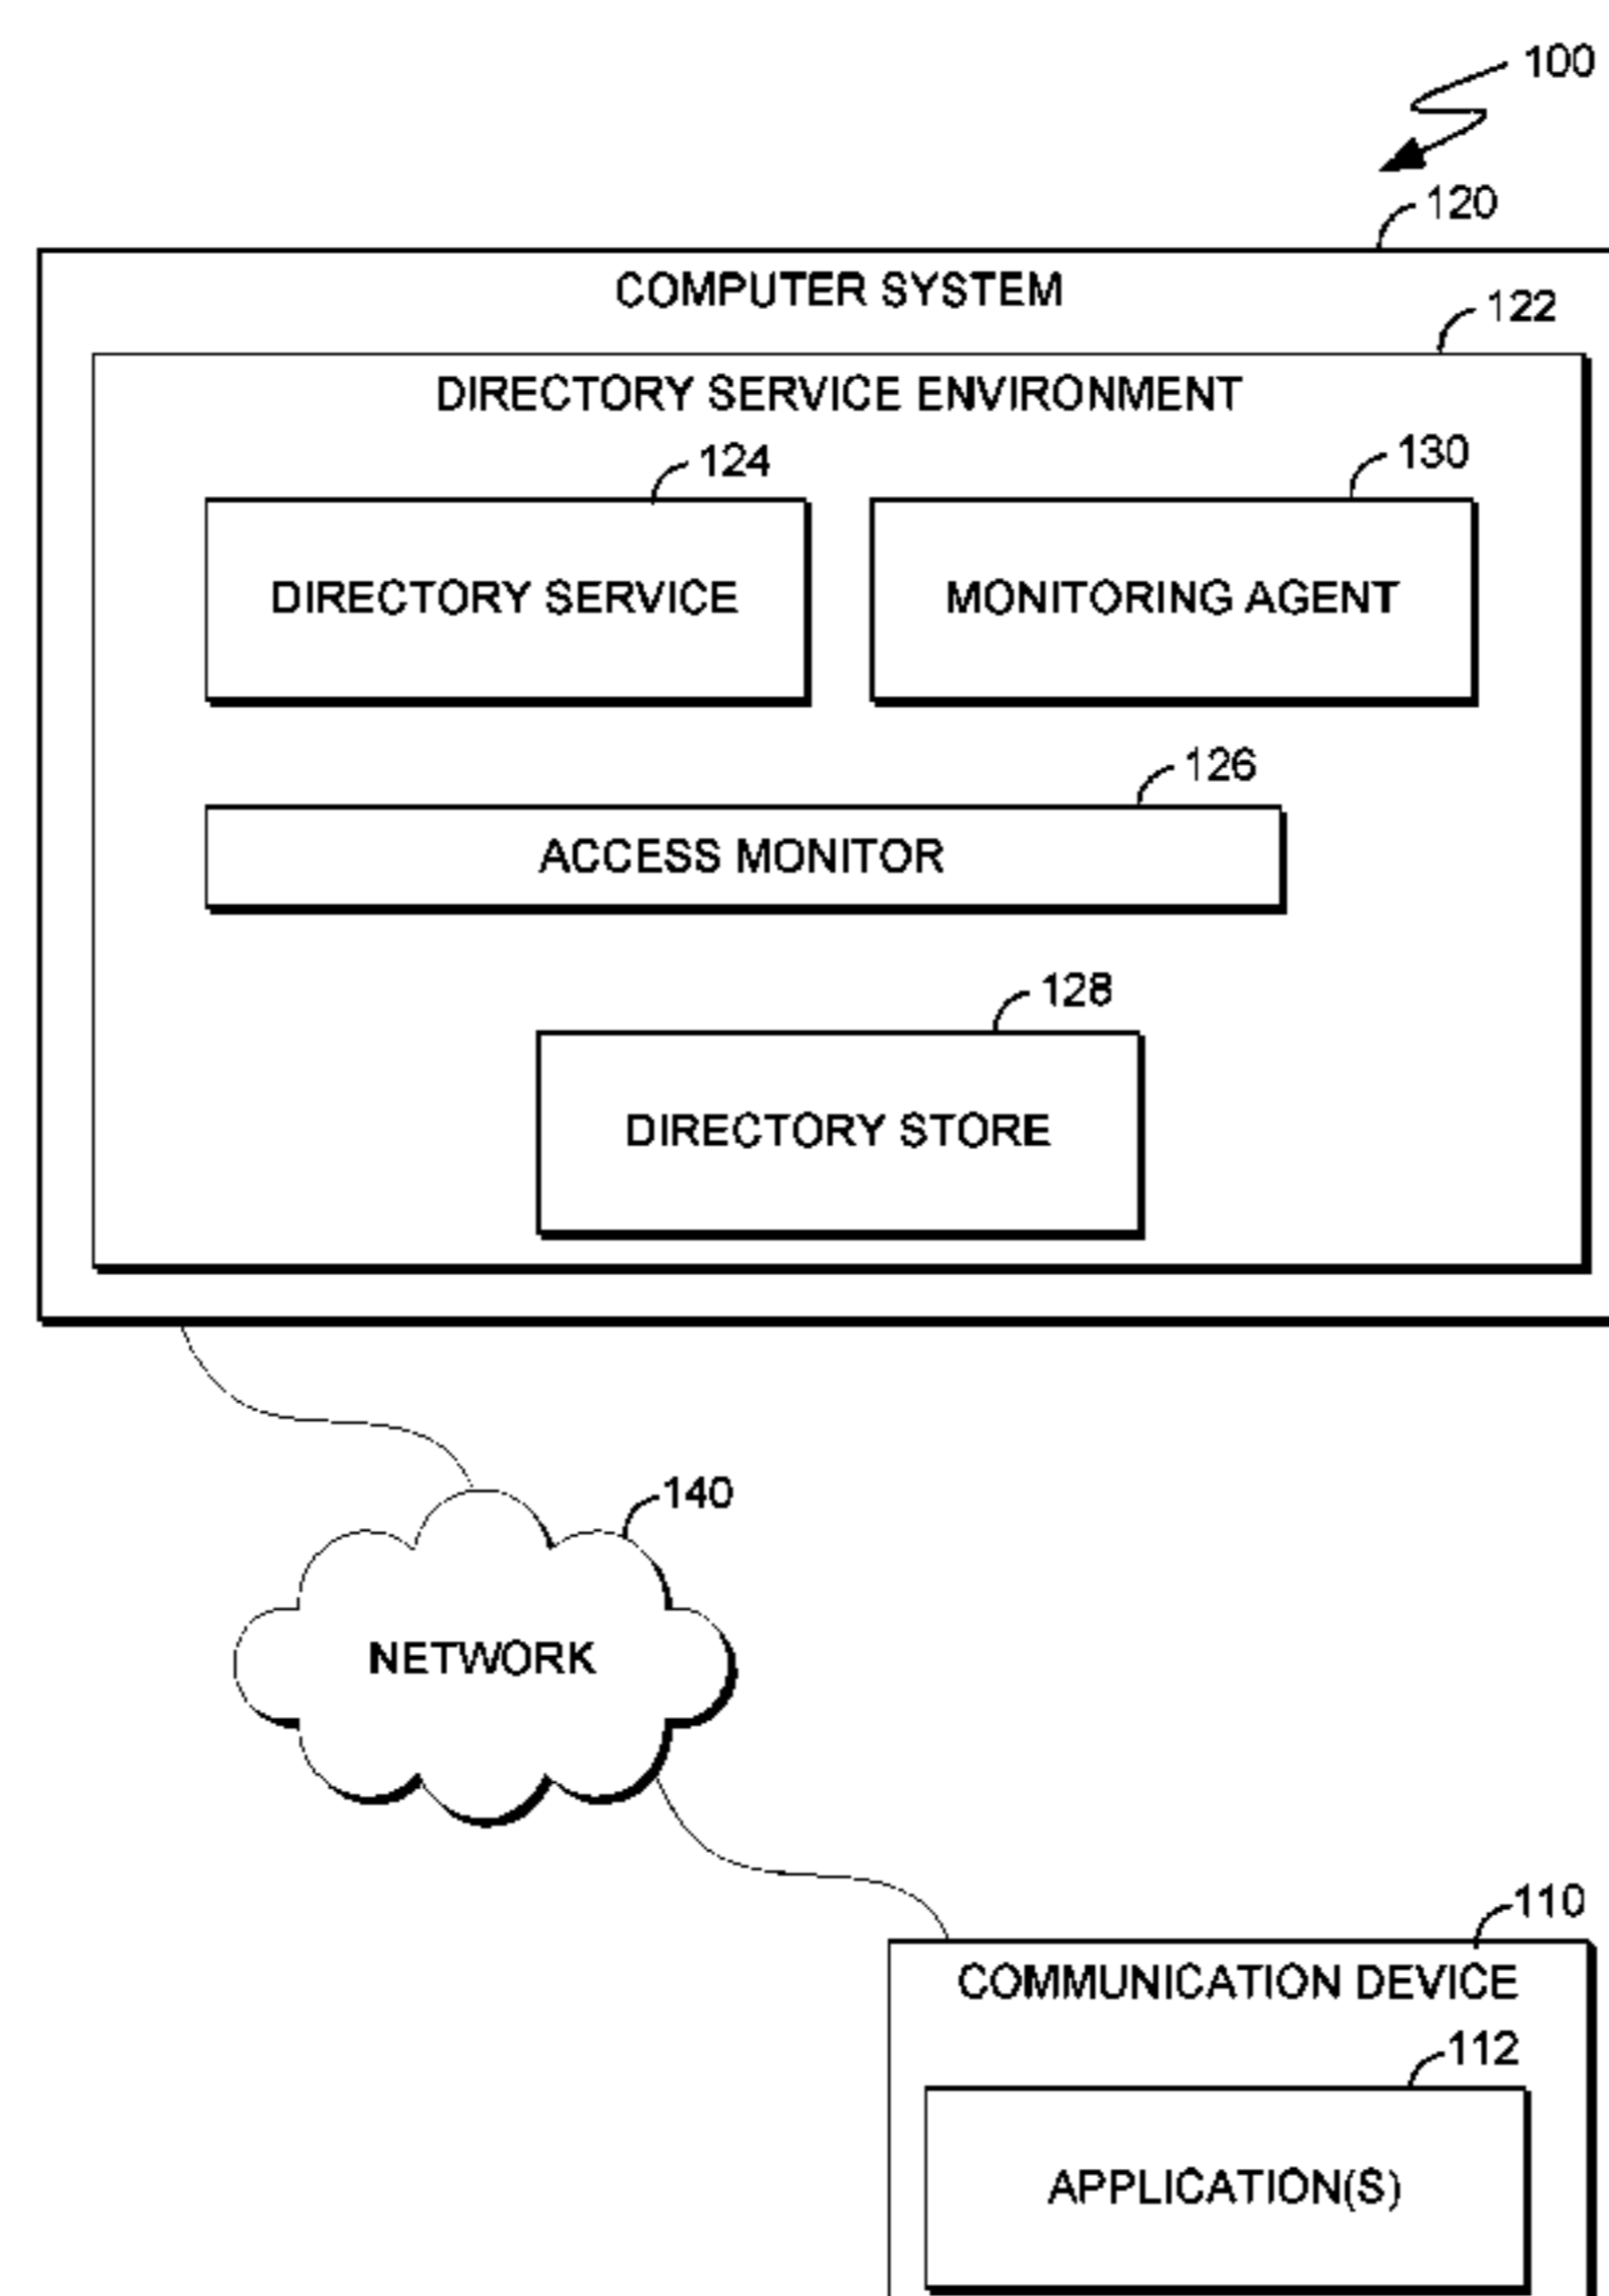 100
120
COMPUTER SYSTEM
122
DIRECTORY SERVICE ENVIRONMENT
124
130
DIRECTORY SERVICE
MONITORING AGENT
126
ACCESS MONITOR
128
DIRECTORY STORE
140
NETWORK
110
COMMUNICATION DEVICE
112
APPLICATION(S)